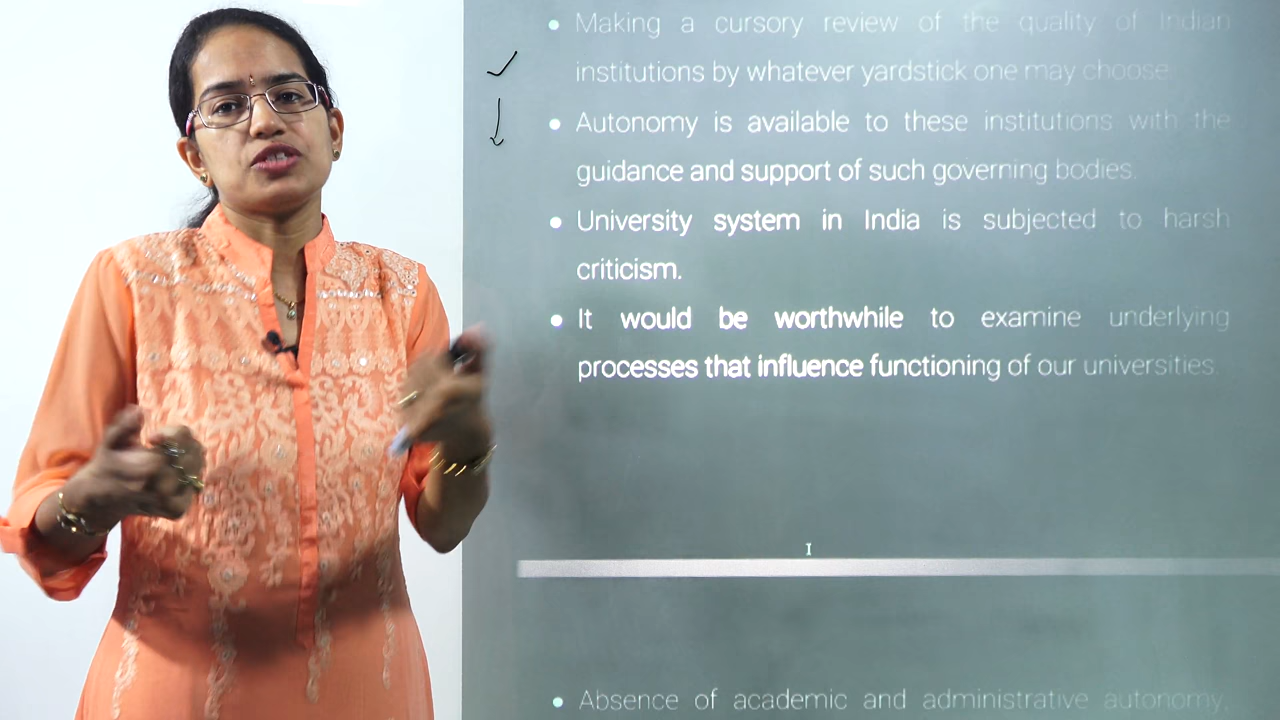 • Making a cursory review of the quality of Indian
institutions by whatever yardstick one may choose.
• Autonomy is available to these institutions with the
guidance and support of such governing bodies.
• University system in India is subjected to harsh
criticism.
• It would be worthwhile to examine underlying
processes that influence functioning of our universities.
• Absence of academic and administrative autonomy,